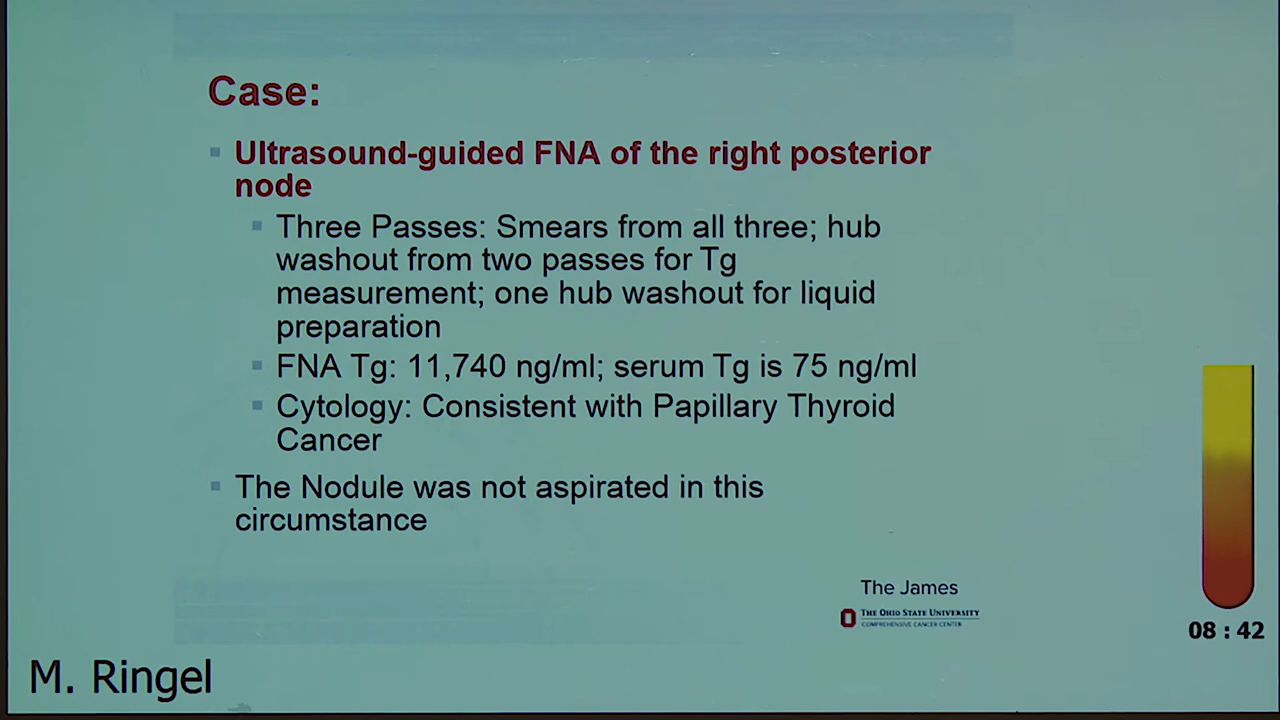 Case:
Ultrasound-guided FNA of the right posterior
node
Three Passes: Smears from all three; hub
washout from two passes for Tg
measurement; one hub washout for liquid
preparation
FNA Tg: 11,740 ng/ml; serum Tg is 75 ng/ml
Cytology: Consistent with Papillary Thyroid
Cancer
The Nodule was not aspirated in this
circumstance
The James
THE OHIO STATE UNIVERSITY
COMPREHENSIVE CANCER CENTER
08 : 42
M. Ringel